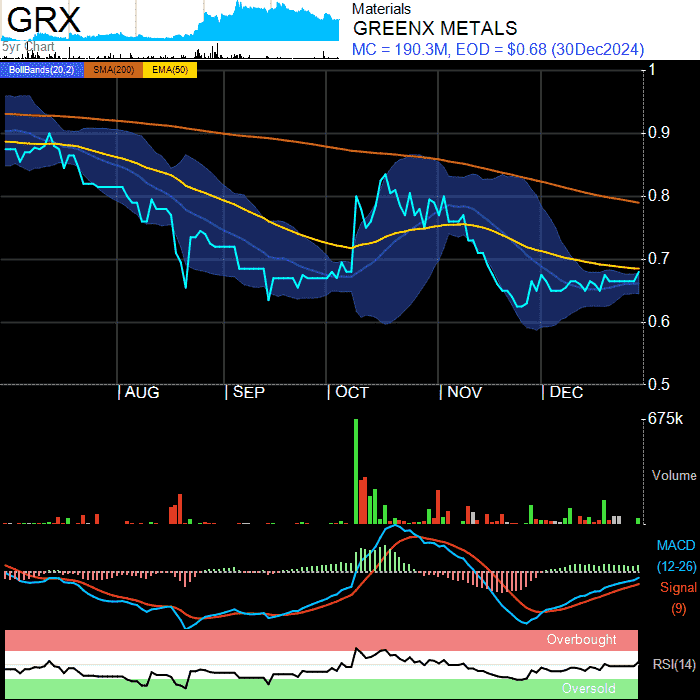 GRX
5yr Chart
Materials
GREENX METALS
MC = 190.3M, EOD = $0.68 (30Dec2024)
BollBands(20,2) SMA(200) EMA(50)
1
0.9
0.8
0.7
0.6
0.5
AUG SEP OCT NOV DEC
675k
Volume
MACD
(12-26)
Signal
(9)
Overbought
RSI(14)
Oversold